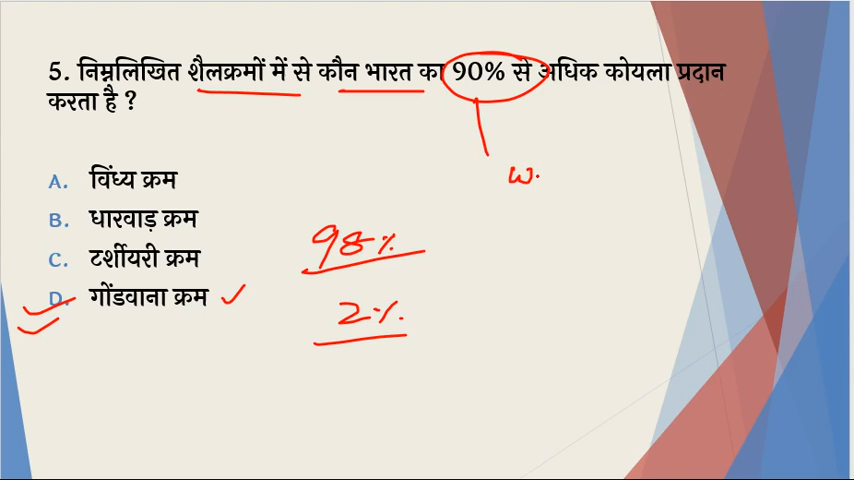 5. निम्नलिखित शैलक्रमों में से कौन भारत का 90% से अधिक कोयला प्रदान
करता है ?
A. विंध्य क्रम
B. धारवाड़ क्रम
C. टर्शीयरी क्रम
D. गोंडवाना क्रम
98%
2%